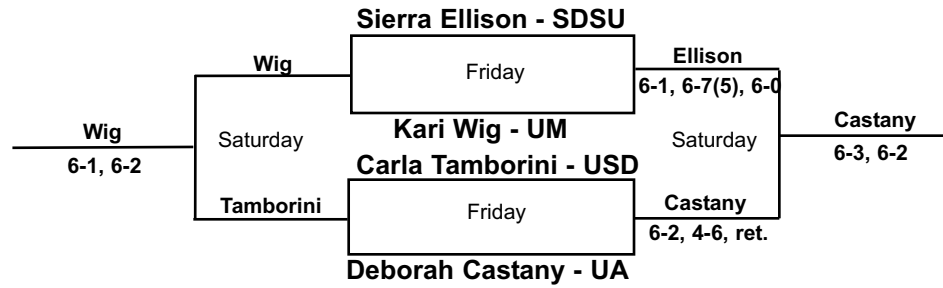 Sierra Ellison - SDSU
Wig
Friday
Ellison
6-1, 6-7(5), 6-0
Kari Wig - UM
Wig
Saturday
Saturday
Castany
6-1, 6-2
6-3, 6-2
Carla Tamborini - USD
Tamborini
Friday
Castany
6-2, 4-6, ret.
Deborah Castany - UA